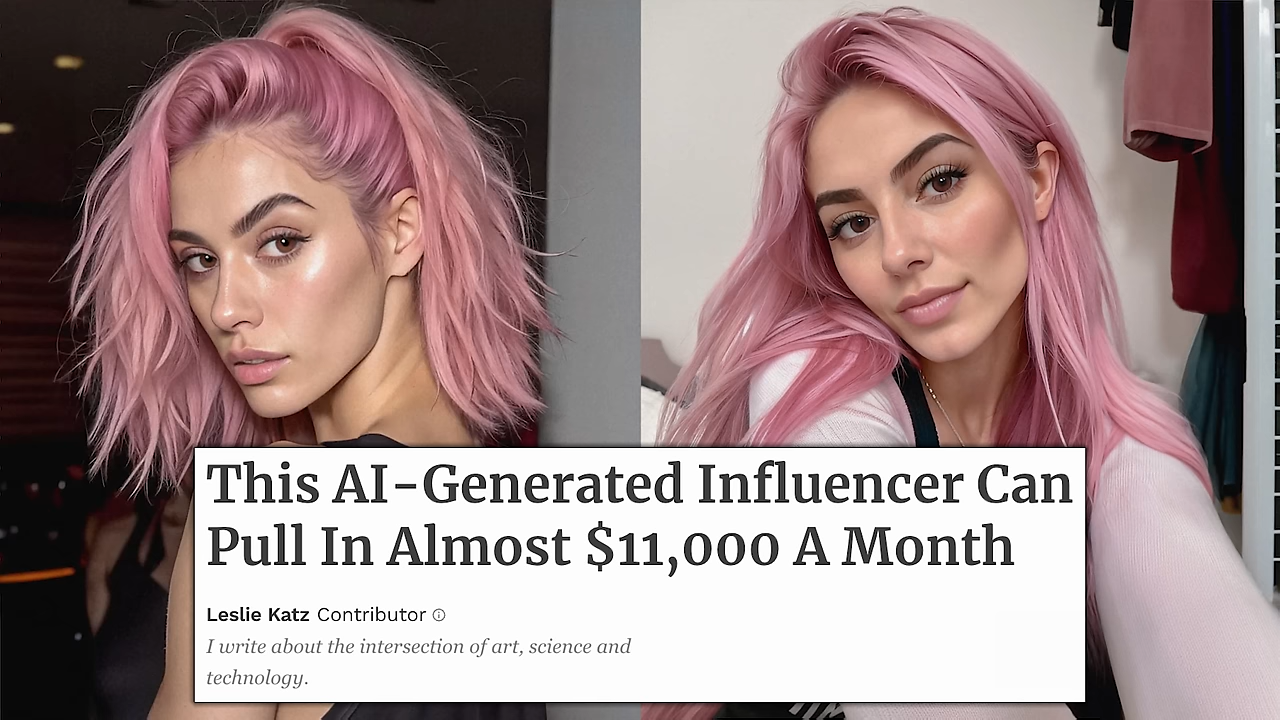 This AI-Generated Influencer Can
Pull In Almost $11,000 A Month
Leslie Katz Contributor ⓘ
I write about the intersection of art, science and
technology.